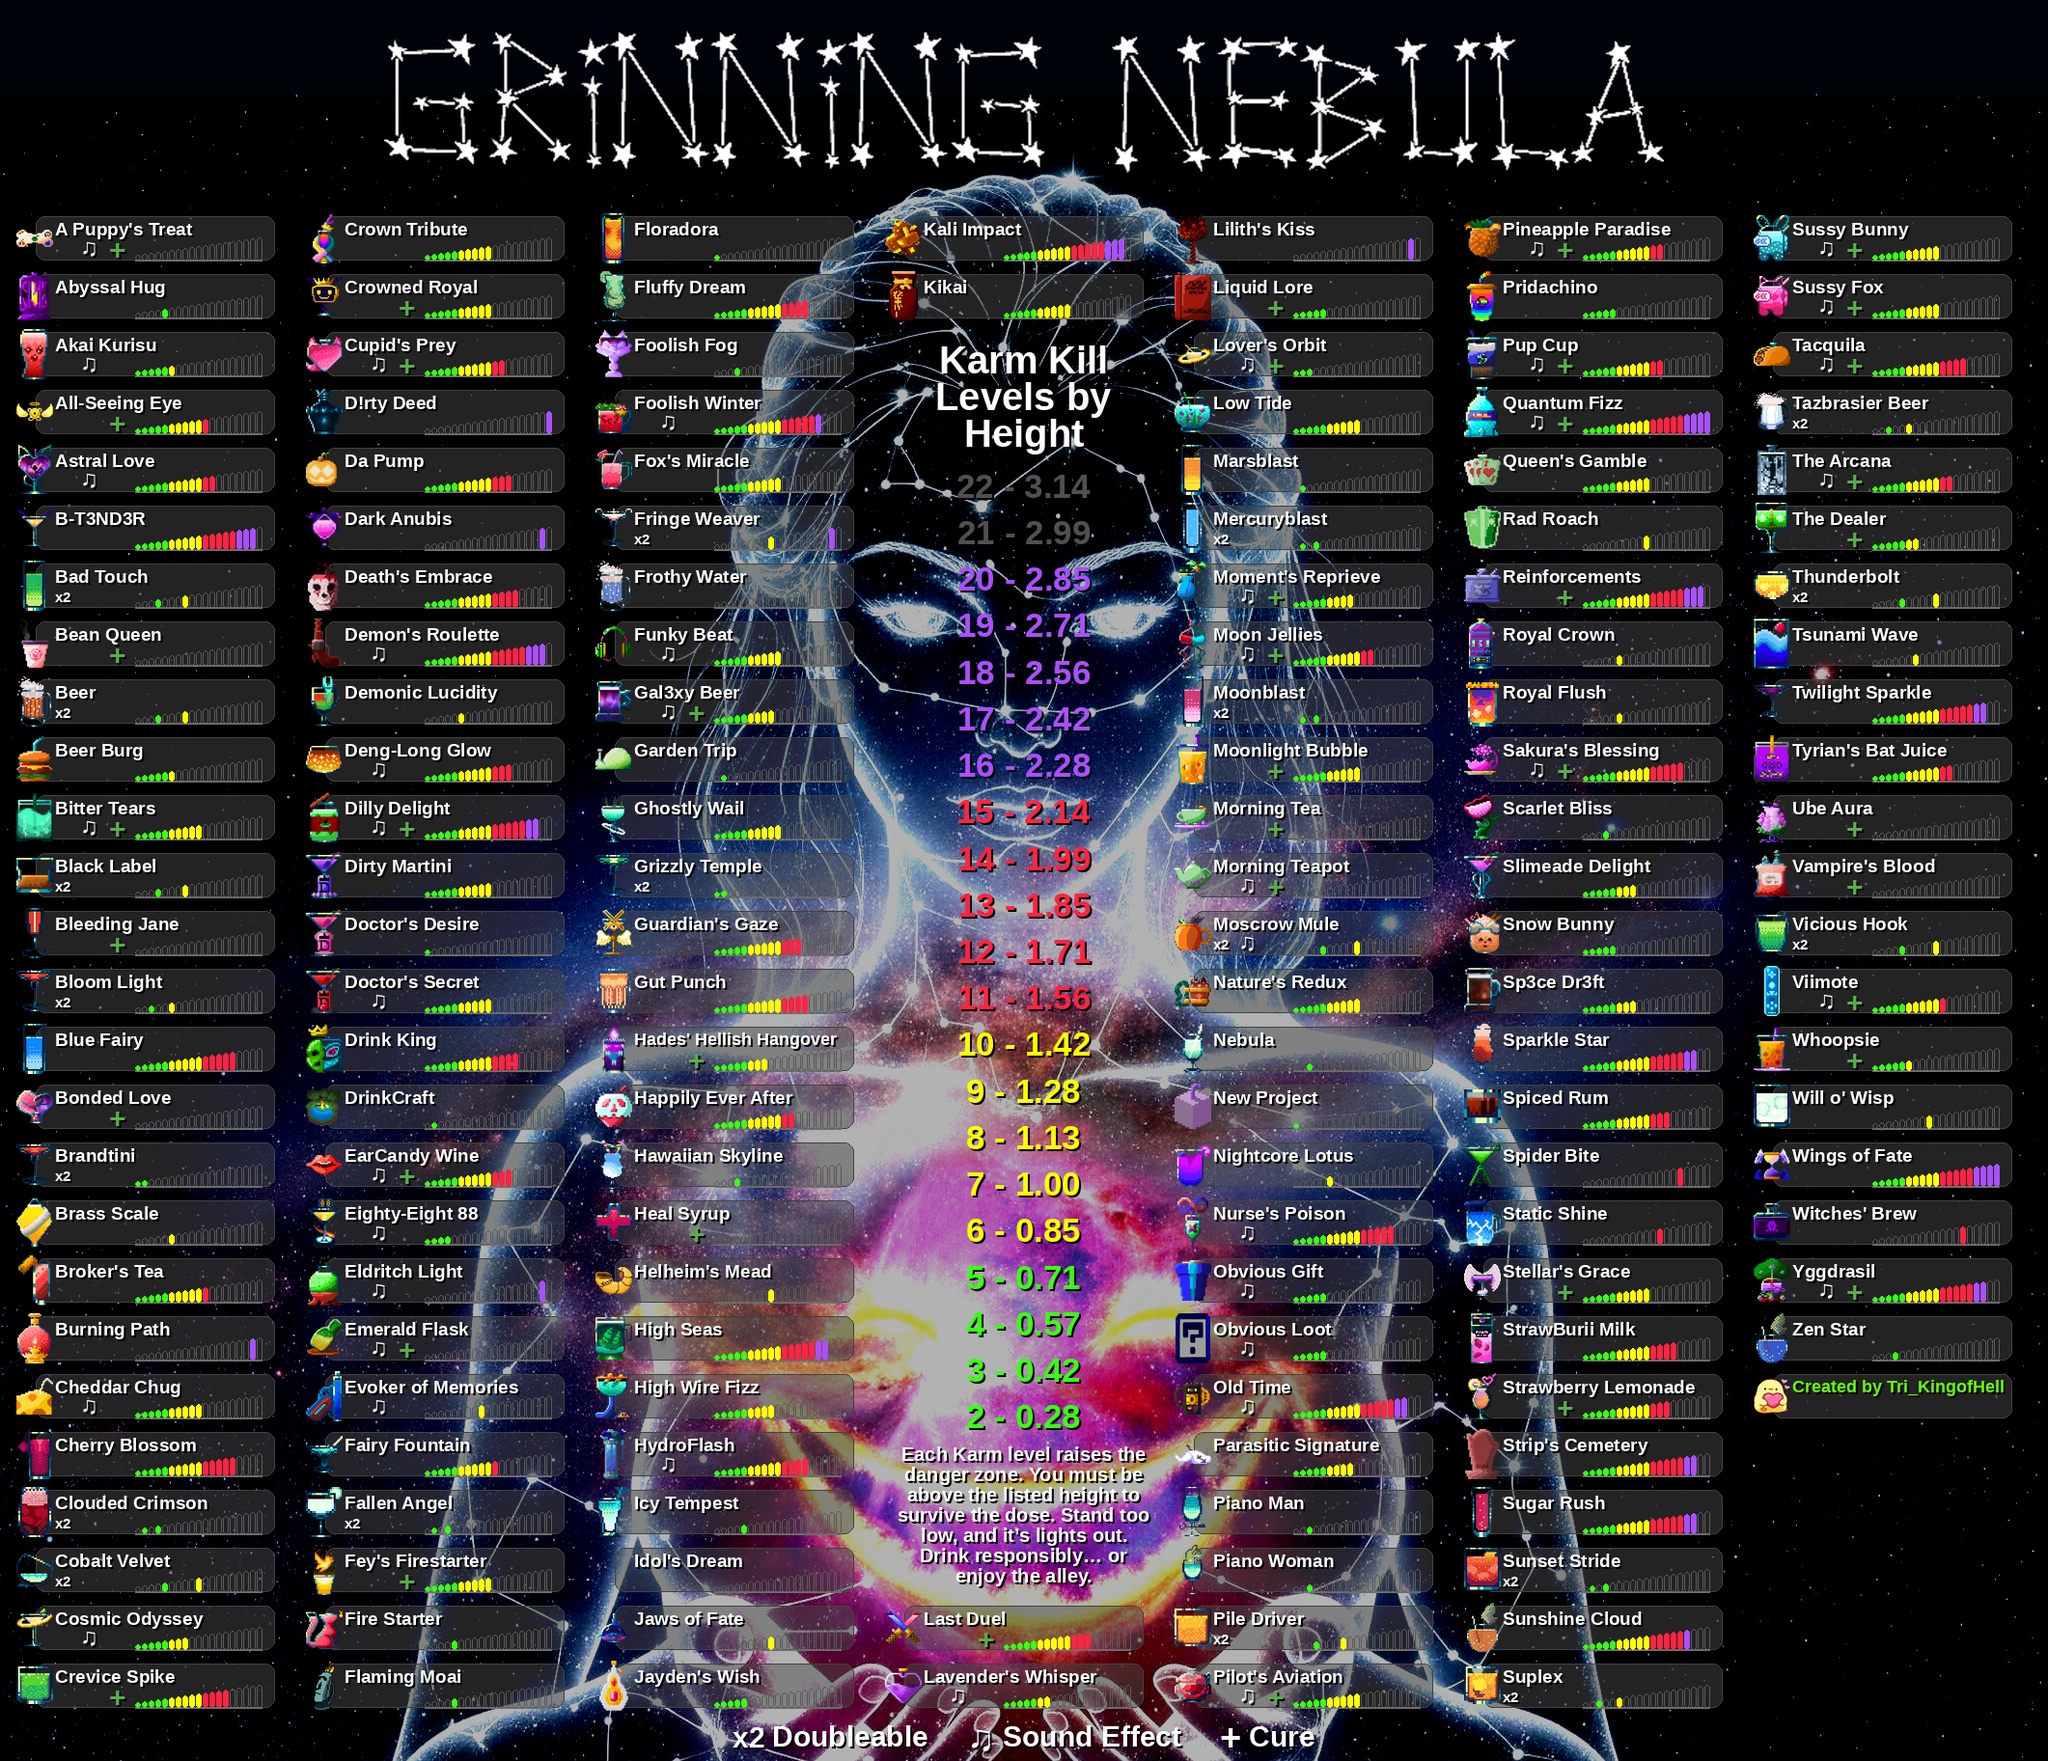 GRiNNiNG NEBULA
A Puppy's Treat
♫ +
Abyssal Hug
Akai Kurisu
♫
All-Seeing Eye
+
Astral Love
♫
B-T3ND3R
Bad Touch
x2
Bean Queen
+
Beer
x2
Beer Burg
Bitter Tears
♫ +
Black Label
x2
Bleeding Jane
+
Bloom Light
x2
Blue Fairy
Bonded Love
+
Brandtini
x2
Brass Scale
Broker's Tea
Burning Path
Cheddar Chug
♫
Cherry Blossom
Clouded Crimson
x2
Cobalt Velvet
x2
Cosmic Odyssey
♫
Crevice Spike
+
Crown Tribute
Crowned Royal
+
Cupid's Prey
♫ +
D!rty Deed
Da Pump
Dark Anubis
Death's Embrace
Demon's Roulette
♫
Demonic Lucidity
Deng-Long Glow
♫
Dilly Delight
♫ +
Dirty Martini
Doctor's Desire
Doctor's Secret
♫
Drink King
DrinkCraft
EarCandy Wine
♫ +
Eighty-Eight 88
♫
Eldritch Light
♫
Emerald Flask
♫ +
Evoker of Memories
♫
Fairy Fountain
Fallen Angel
x2
Fey's Firestarter
+
Fire Starter
Flaming Moai
Floradora
Fluffy Dream
Foolish Fog
Foolish Winter
♫
Fox's Miracle
Fringe Weaver
x2
Frothy Water
Funky Beat
Gal3xy Beer
♫ +
Garden Trip
Ghostly Wail
Grizzly Temple
x2
Guardian's Gaze
Gut Punch
Hades' Hellish Hangover
+
Happily Ever After
Hawaiian Skyline
Heal Syrup
+
Helheim's Mead
High Seas
High Wire Fizz
HydroFlash
♫
Icy Tempest
Idol's Dream
Jaws of Fate
Jayden's Wish
Kali Impact
Kikai
Karm Kill
Levels by
Height
22 - 3.14
21 - 2.99
20 - 2.85
19 - 2.71
18 - 2.56
17 - 2.42
16 - 2.28
15 - 2.14
14 - 1.99
13 - 1.85
12 - 1.71
11 - 1.56
10 - 1.42
9 - 1.28
8 - 1.13
7 - 1.00
6 - 0.85
5 - 0.71
4 - 0.57
3 - 0.42
2 - 0.28
Each Karm level raises the
danger zone. You must be
above the listed height to
survive the dose. Stand too
low, and it's lights out.
Drink responsibly... or
enjoy the alley.
Last Duel
+
Lavender's Whisper
♫
Lilith's Kiss
Liquid Lore
+
Lover's Orbit
♫ +
Low Tide
Marsblast
Mercuryblast
x2
Moment's Reprieve
♫ +
Moon Jellies
♫ +
Moonblast
x2
Moonlight Bubble
+
Morning Tea
+
Morning Teapot
♫ +
Moscrow Mule
x2 ♫
Nature's Redux
Nebula
New Project
Nightcore Lotus
Nurse's Poison
♫
Obvious Gift
♫
Obvious Loot
♫
Old Time
♫
Parasitic Signature
Piano Man
Piano Woman
Pile Driver
x2
Pilot's Aviation
♫ +
Pineapple Paradise
♫ +
Pridachino
Pup Cup
♫ +
Quantum Fizz
♫ +
Queen's Gamble
Rad Roach
Reinforcements
+
Royal Crown
Royal Flush
Sakura's Blessing
♫ +
Scarlet Bliss
Slimeade Delight
Snow Bunny
Sp3ce Dr3ft
Sparkle Star
Spiced Rum
Spider Bite
Static Shine
Stellar's Grace
+
StrawBurii Milk
Strawberry Lemonade
+
Strip's Cemetery
Sugar Rush
Sunset Stride
x2
Sunshine Cloud
Suplex
x2
Sussy Bunny
♫ +
Sussy Fox
♫ +
Tacquila
♫ +
Tazbrasier Beer
x2
The Arcana
♫ +
The Dealer
+
Thunderbolt
x2
Tsunami Wave
Twilight Sparkle
Tyrian's Bat Juice
Ube Aura
+
Vampire's Blood
+
Vicious Hook
x2
Viimote
♫ +
Whoopsie
+
Will o' Wisp
Wings of Fate
Witches' Brew
Yggdrasil
♫ +
Zen Star
Created by Tri_KingofHell
x2 Doubleable ♫ Sound Effect + Cure